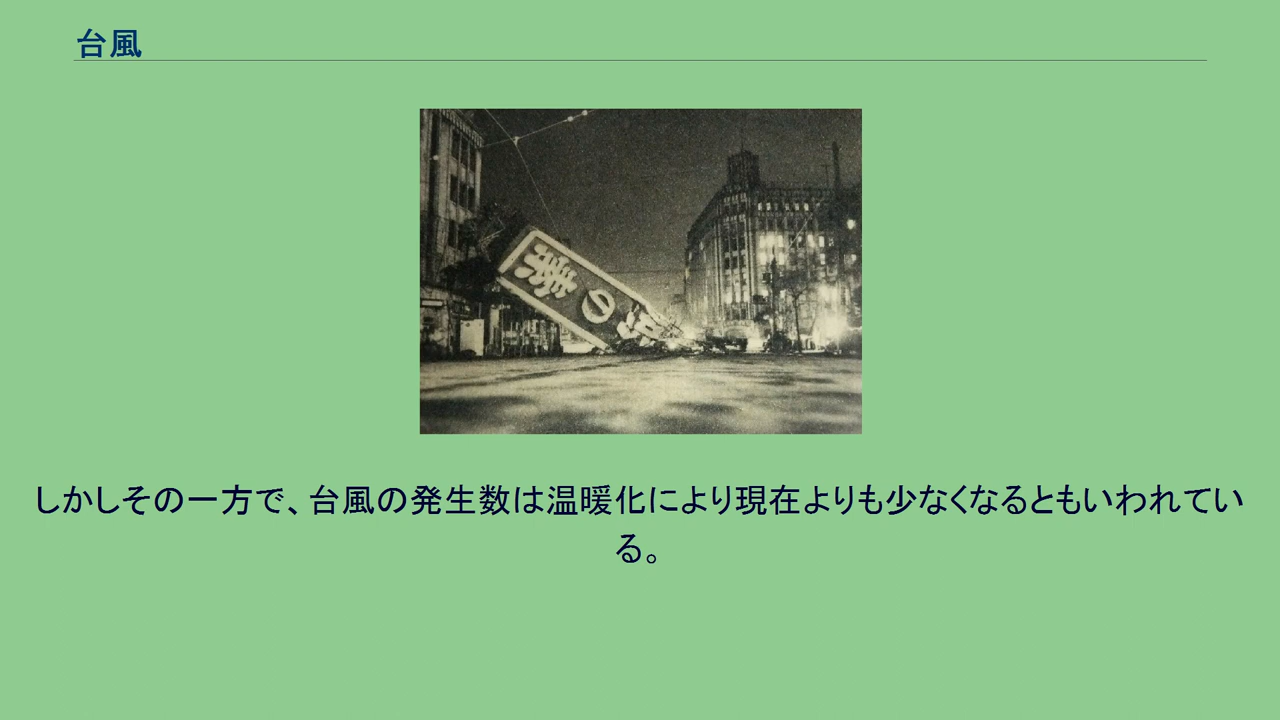 台風
の
しかしその一方で、台風の発生数は温暖化により現在よりも少なくなるともいわれてい
る。